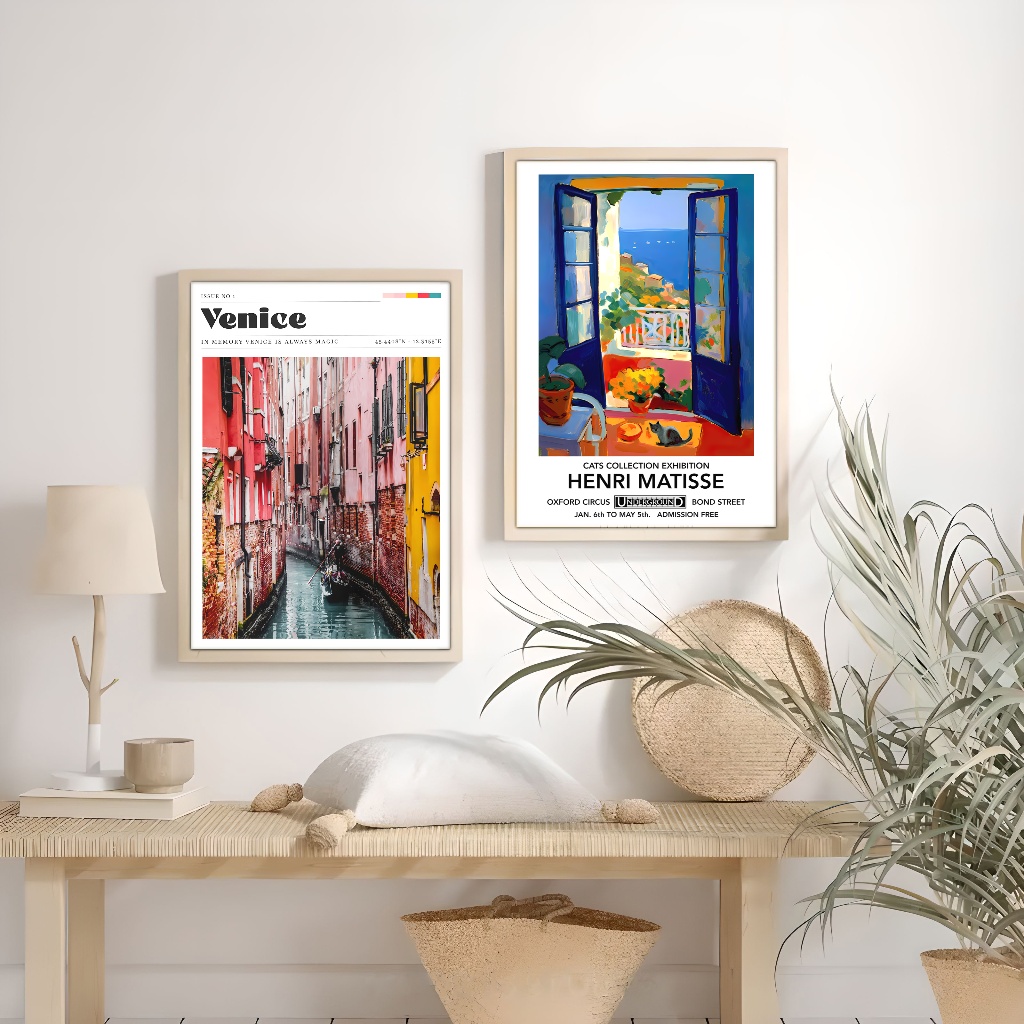 ISSUE NO 1
Venice
IN MEMORY VENICE IS ALWAYS MAGIC
CATS COLLECTION EXHIBITION
HENRI MATISSE
OXFORD CIRCUS UNDERGROUND BOND STREET
JAN. 6th TO MAY 5th. ADMISSION FREE